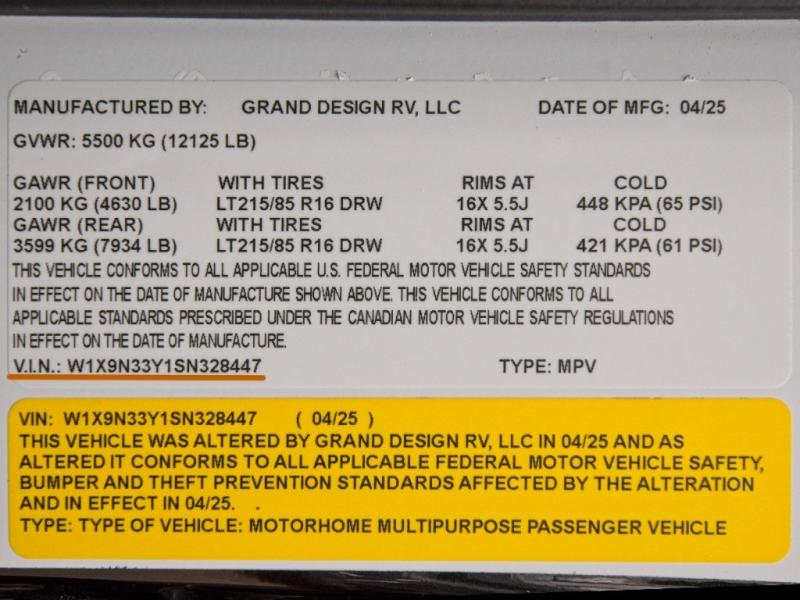 MANUFACTURED BY: GRAND DESIGN RV, LLC DATE OF MFG: 04/25
GVWR: 5500 KG (12125 LB)
GAWR (FRONT) WITH TIRES RIMS AT COLD
2100 KG (4630 LB) LT215/85 R16 DRW 16X 5.5J 448 KPA (65 PSI)
GAWR (REAR) WITH TIRES RIMS AT COLD
3599 KG (7934 LB) LT215/85 R16 DRW 16X 5.5J 421 KPA (61 PSI)
THIS VEHICLE CONFORMS TO ALL APPLICABLE U.S. FEDERAL MOTOR VEHICLE SAFETY STANDARDS
IN EFFECT ON THE DATE OF MANUFACTURE SHOWN ABOVE. THIS VEHICLE CONFORMS TO ALL
APPLICABLE STANDARDS PRESCRIBED UNDER THE CANADIAN MOTOR VEHICLE SAFETY REGULATIONS
IN EFFECT ON THE DATE OF MANUFACTURE.
V.I.N.: W1X9N33Y1SN328447 TYPE: MPV
VIN: W1X9N33Y1SN328447 ( 04/25 )
THIS VEHICLE WAS ALTERED BY GRAND DESIGN RV, LLC IN 04/25 AND AS
ALTERED IT CONFORMS TO ALL APPLICABLE FEDERAL MOTOR VEHICLE SAFETY,
BUMPER AND THEFT PREVENTION STANDARDS AFFECTED BY THE ALTERATION
AND IN EFFECT IN 04/25. .
TYPE: TYPE OF VEHICLE: MOTORHOME MULTIPURPOSE PASSENGER VEHICLE